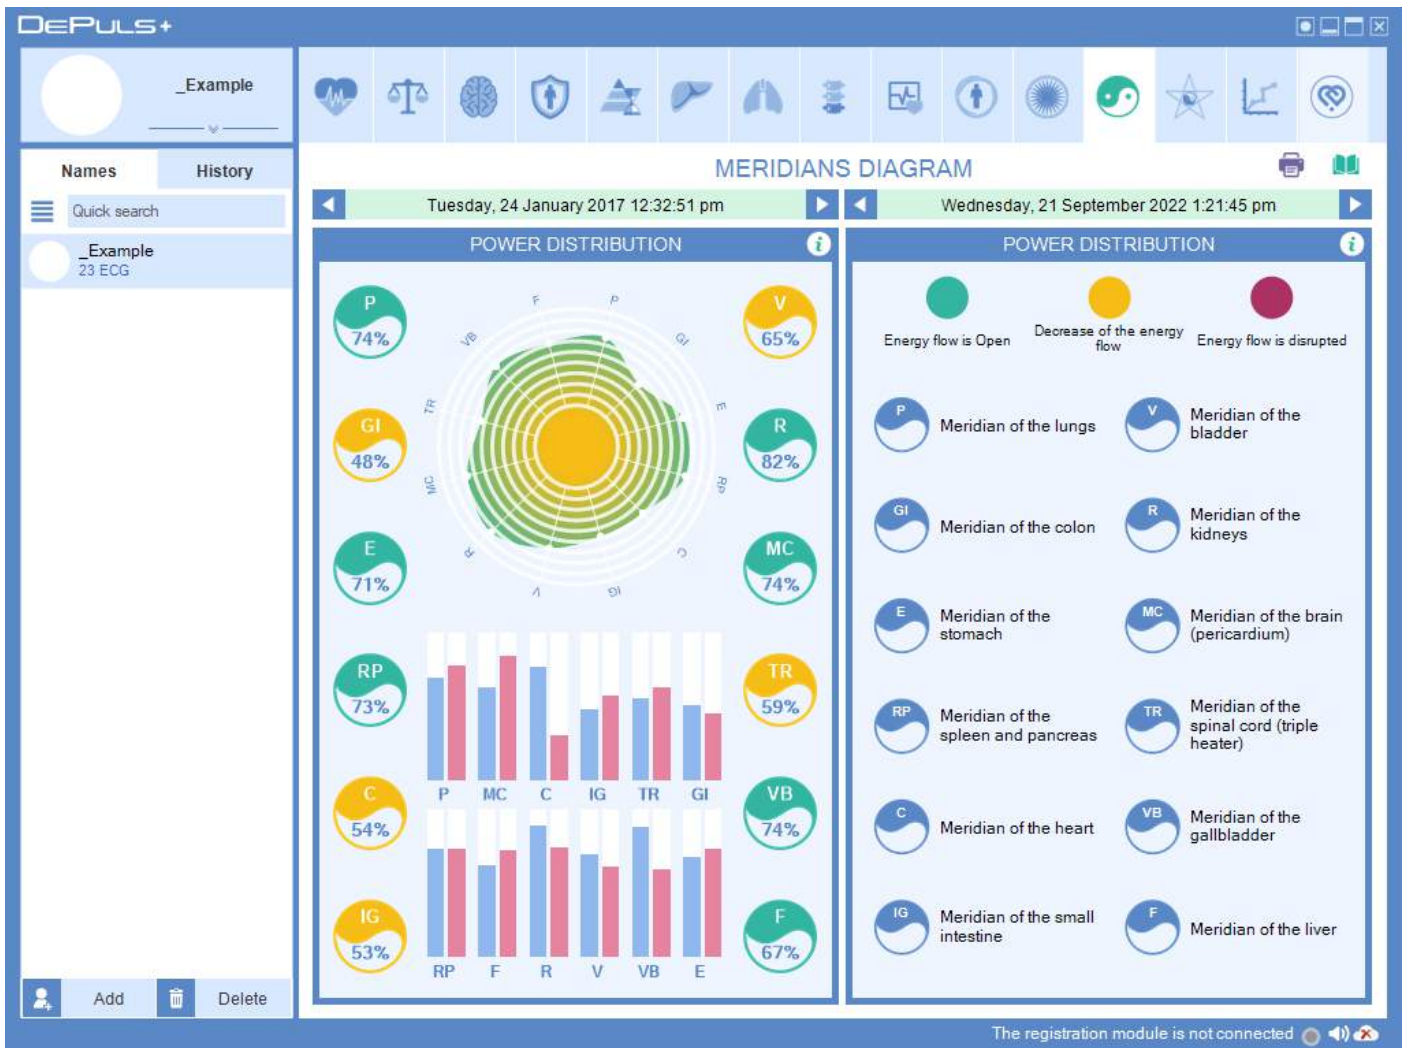 DePuls+
_Example
Names
History
Quick search
_Example
23 ECG
Add
Delete
MERIDIANS DIAGRAM
Tuesday, 24 January 2017 12:32:51 pm
POWER DISTRIBUTION
i
P
74%
GI
48%
E
71%
RP
73%
C
54%
IG
53%
F
P
GI
E
RP
C
IG
V
R
MC
TR
VB
V
65%
R
82%
MC
74%
TR
59%
VB
74%
F
67%
P MC C IG TR GI
RP F R V VB E
Wednesday, 21 September 2022 1:21:45 pm
POWER DISTRIBUTION
i
Energy flow is Open
Decrease of the energy
flow
Energy flow is disrupted
P
Meridian of the lungs
V
Meridian of the
bladder
GI
Meridian of the colon
R
Meridian of the
kidneys
E
Meridian of the
stomach
MC
Meridian of the brain
(pericardium)
RP
Meridian of the
spleen and pancreas
TR
Meridian of the
spinal cord (triple
heater)
C
Meridian of the heart
VB
Meridian of the
gallbladder
IG
Meridian of the small
intestine
F
Meridian of the liver
The registration module is not connected